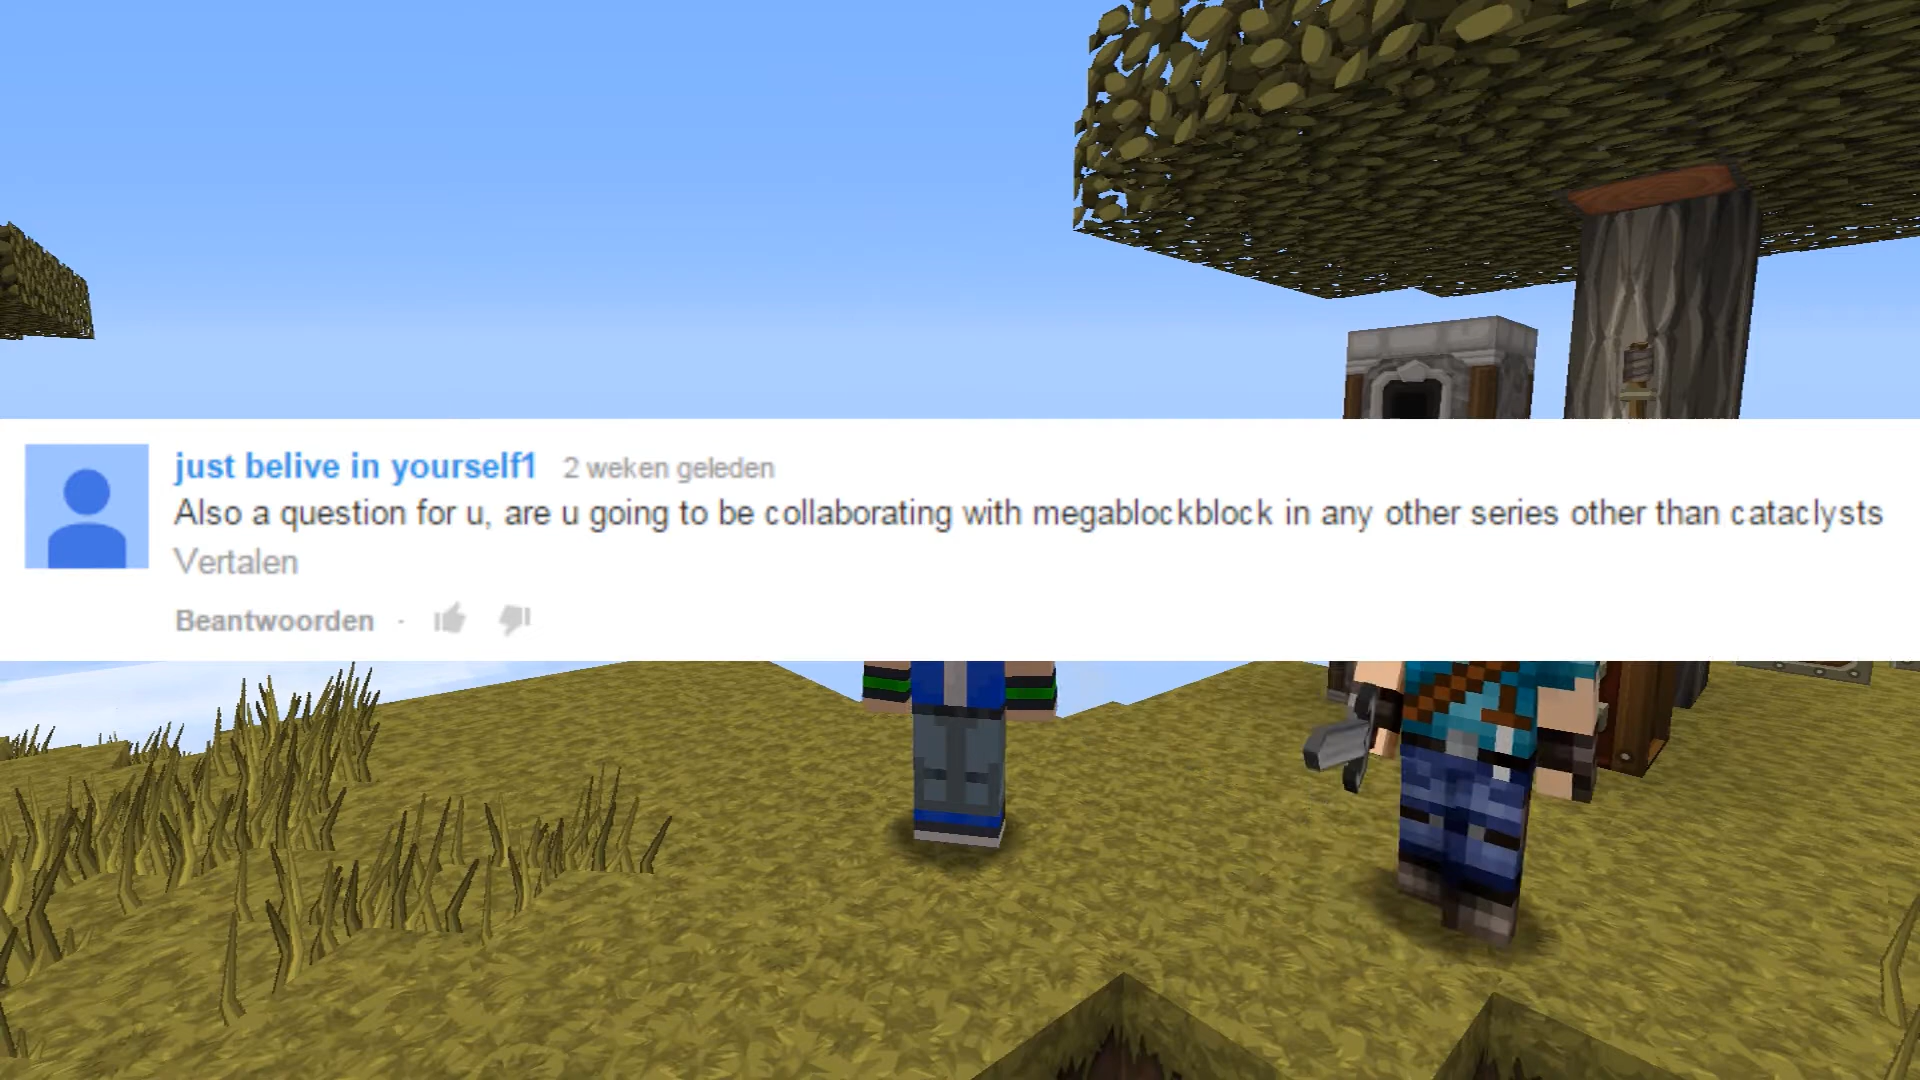 just belive in yourself1 2 weken geleden
Also a question for u, are u going to be collaborating with megablockblock in any other series other than cataclysts
Vertalen
Beantwoorden ·